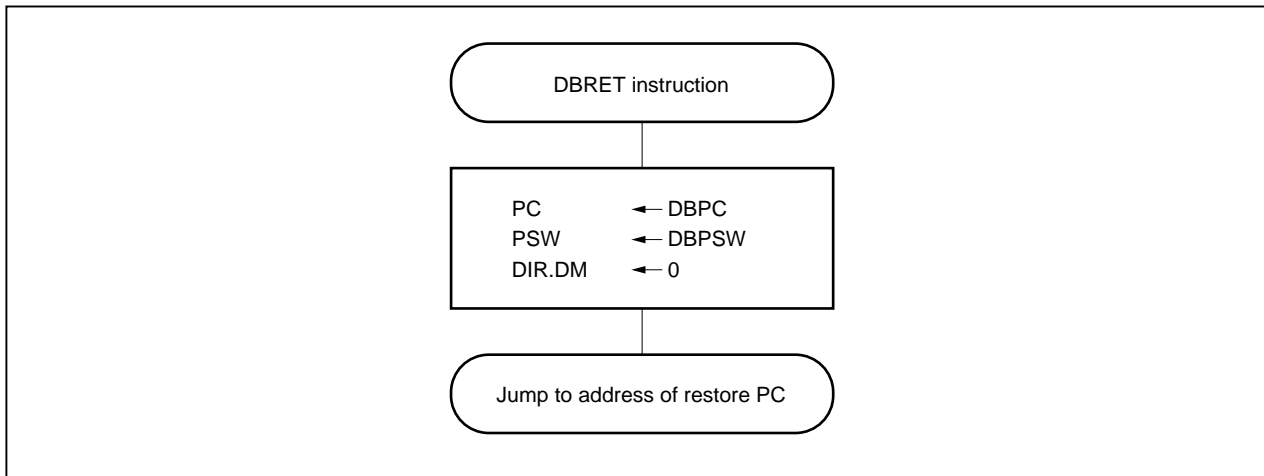 DBRET instruction
PC ← DBPC
PSW ← DBPSW
DIR.DM ← 0
Jump to address of restore PC